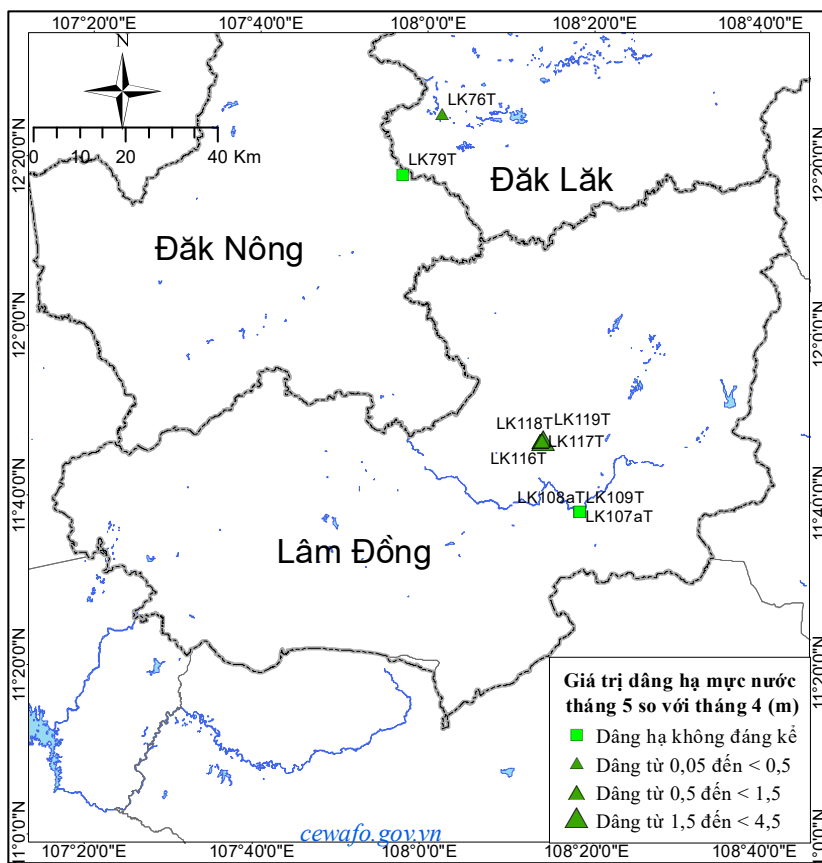 107°20'0"E 107°40'0"E 108°0'0"E 108°20'0"E 108°40'0"E
N
0 10 20 40 Km
LK76T
LK79T
Đăk Lăk
Đăk Nông
12°20'0"N 12°20'0"N
12°0'0"N 12°0'0"N
LK118T LK119T
LK117T
LK116T
11°40'0"N 11°40'0"N
LK108aT LK109T
LK107aT
Lâm Đồng
11°20'0"N 11°20'0"N
Giá trị dâng hạ mực nước
tháng 5 so với tháng 4 (m)
Dâng hạ không đáng kể
Dâng từ 0,05 đến < 0,5
Dâng từ 0,5 đến < 1,5
Dâng từ 1,5 đến < 4,5
cewafo.gov.vn
11°0'0"N 11°0'0"N
107°20'0"E 107°40'0"E 108°0'0"E 108°20'0"E 108°40'0"E